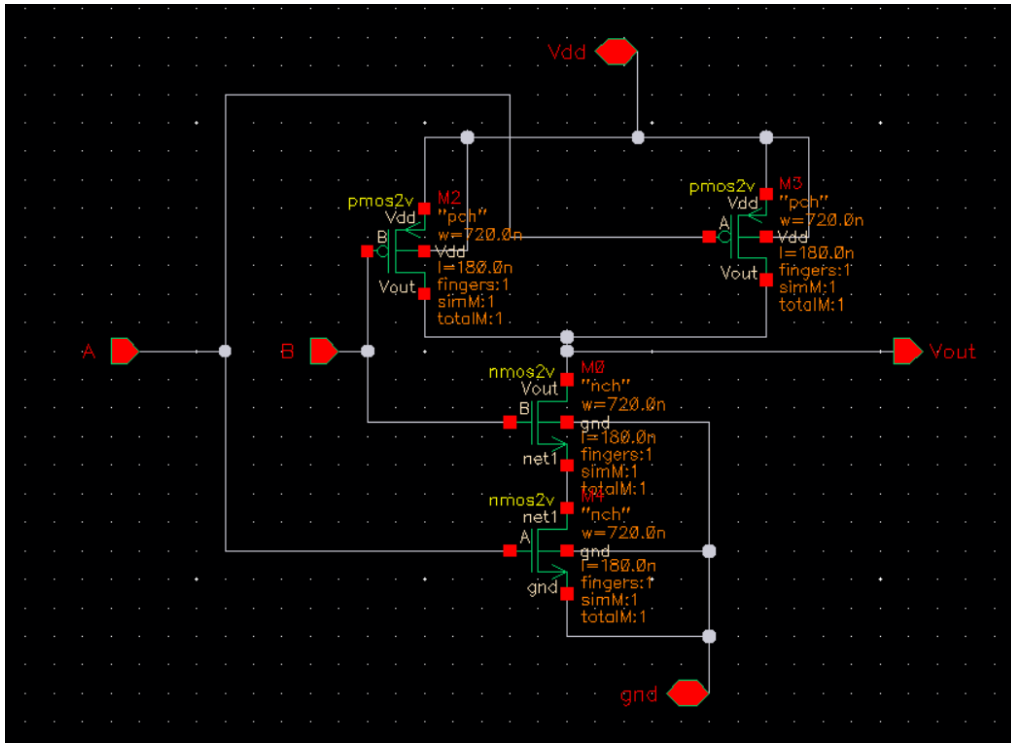 Vdd
pmos2v
M2
"pch"
Vdd
w=720.0n
B
Vdd
l=180.0n
Vout
fingers:1
simM:1
totalM:1
pmos2v
M3
"pch"
Vdd
w=720.0n
A
Vdd
l=180.0n
Vout
fingers:1
simM:1
totalM:1
A
B
Vout
nmos2v
M0
Vout
"nch"
w=720.0n
B
gnd
l=180.0n
net1
fingers:1
simM:1
totalM:1
nmos2v
M4
net1
"nch"
w=720.0n
A
gnd
l=180.0n
gnd
fingers:1
simM:1
totalM:1
gnd